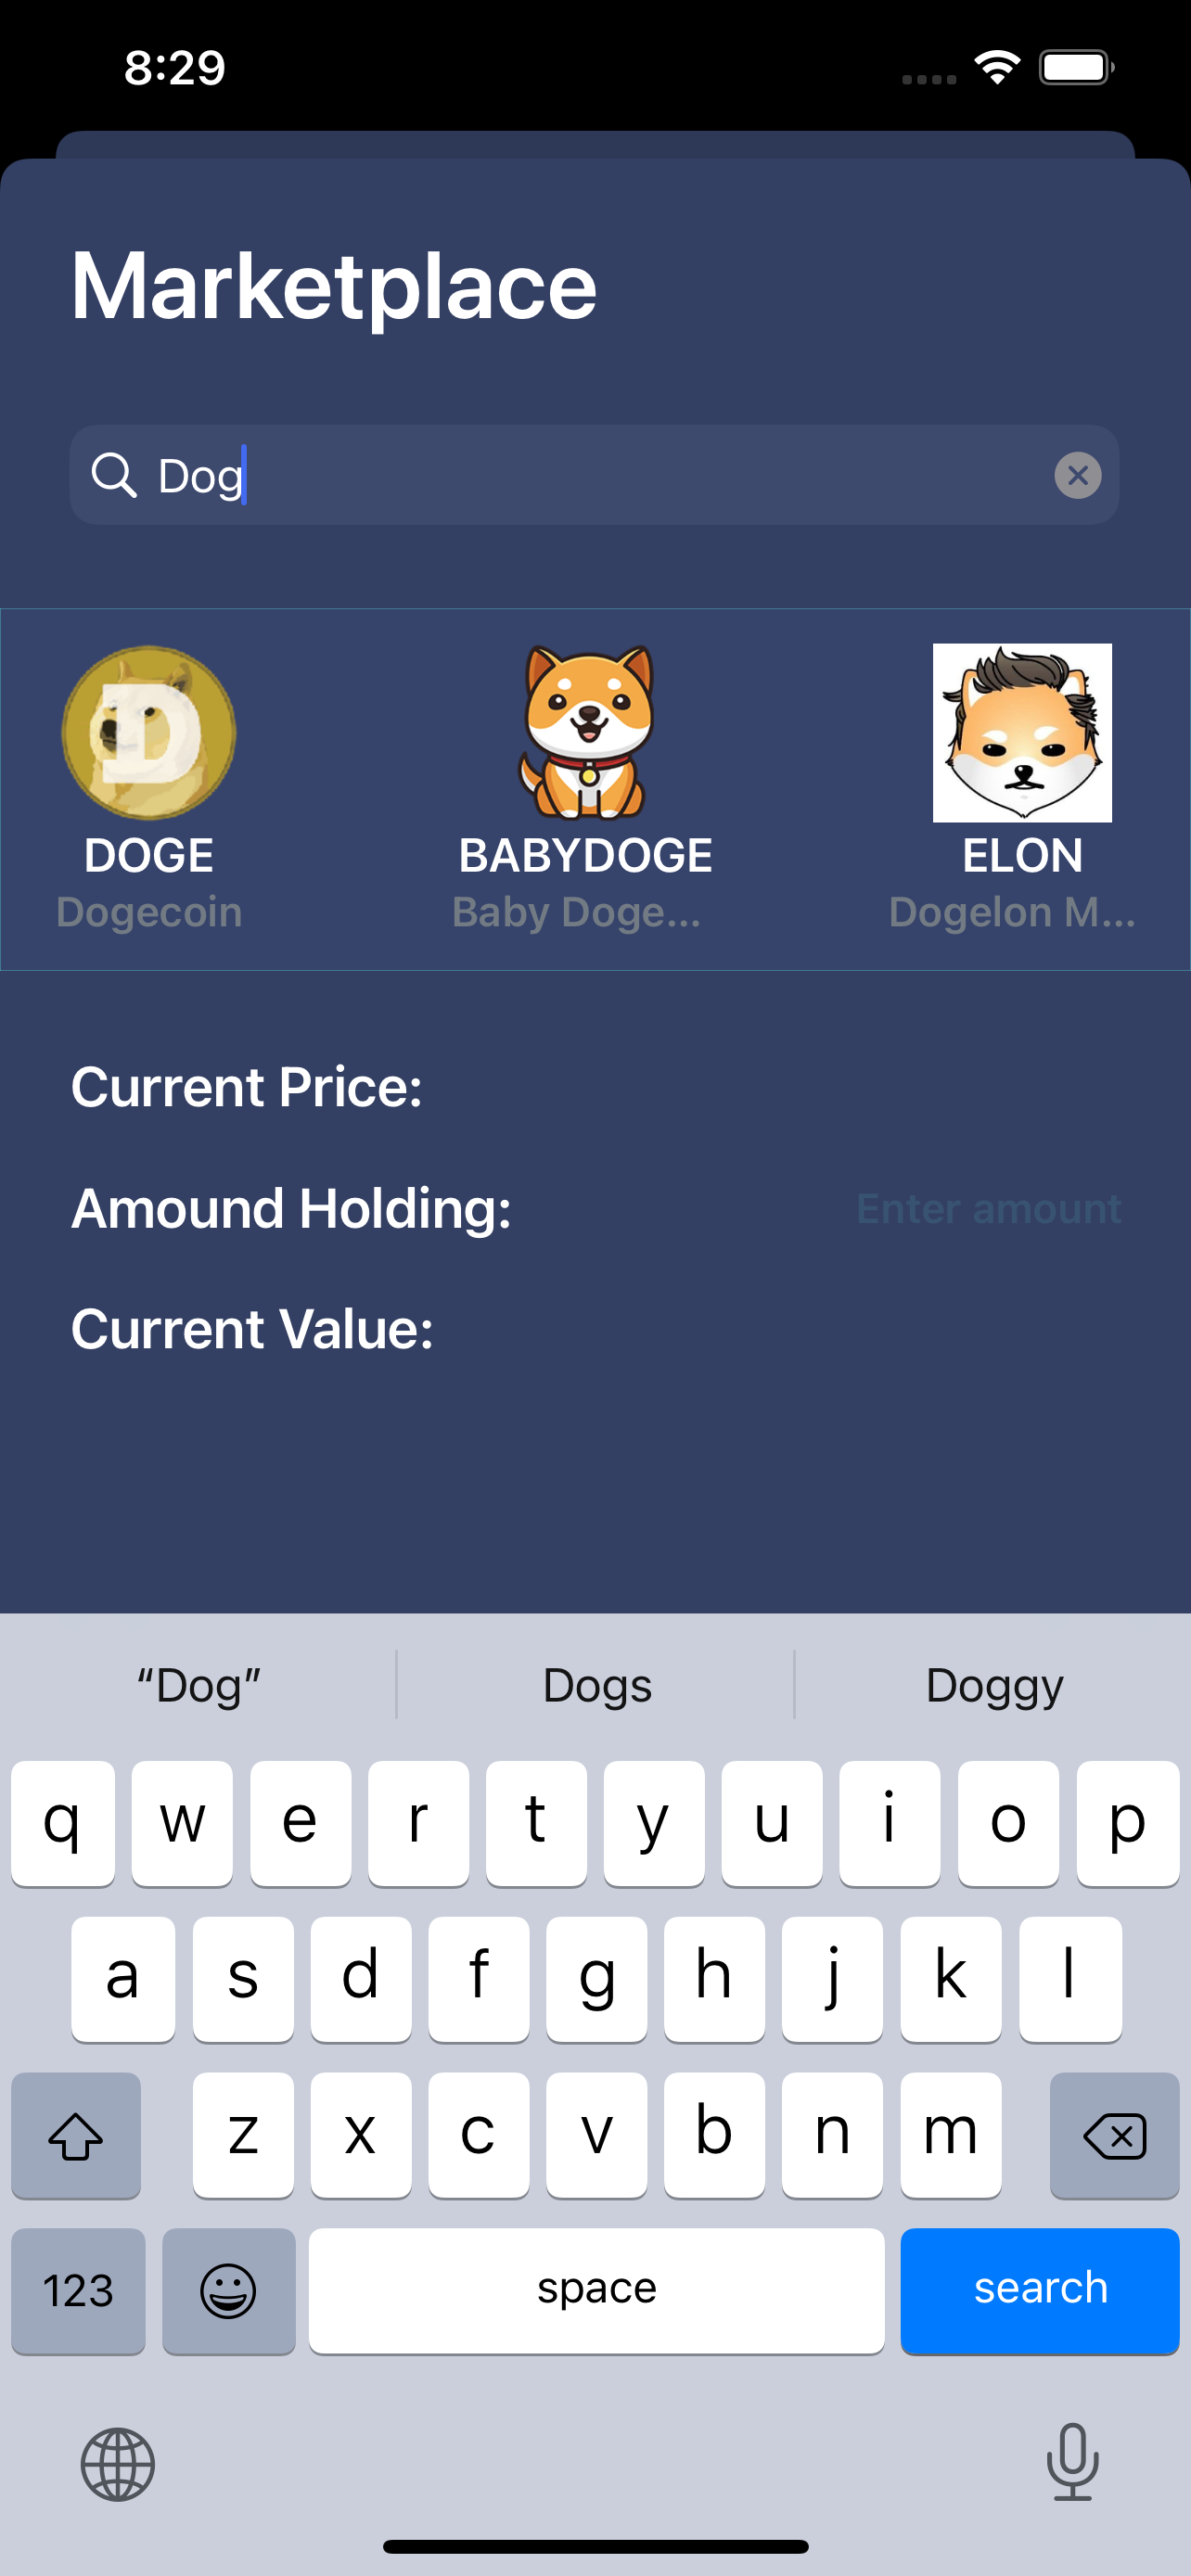 8:29
Marketplace
Dog
D
DOGE BABYDOGE ELON
Dogecoin Baby Doge... Dogelon M...
Current Price:
Amound Holding: Enter amount
Current Value:
“Dog” Dogs Doggy
q w e r t y u i o p
a s d f g h j k l
z x c v b n m
123 space search